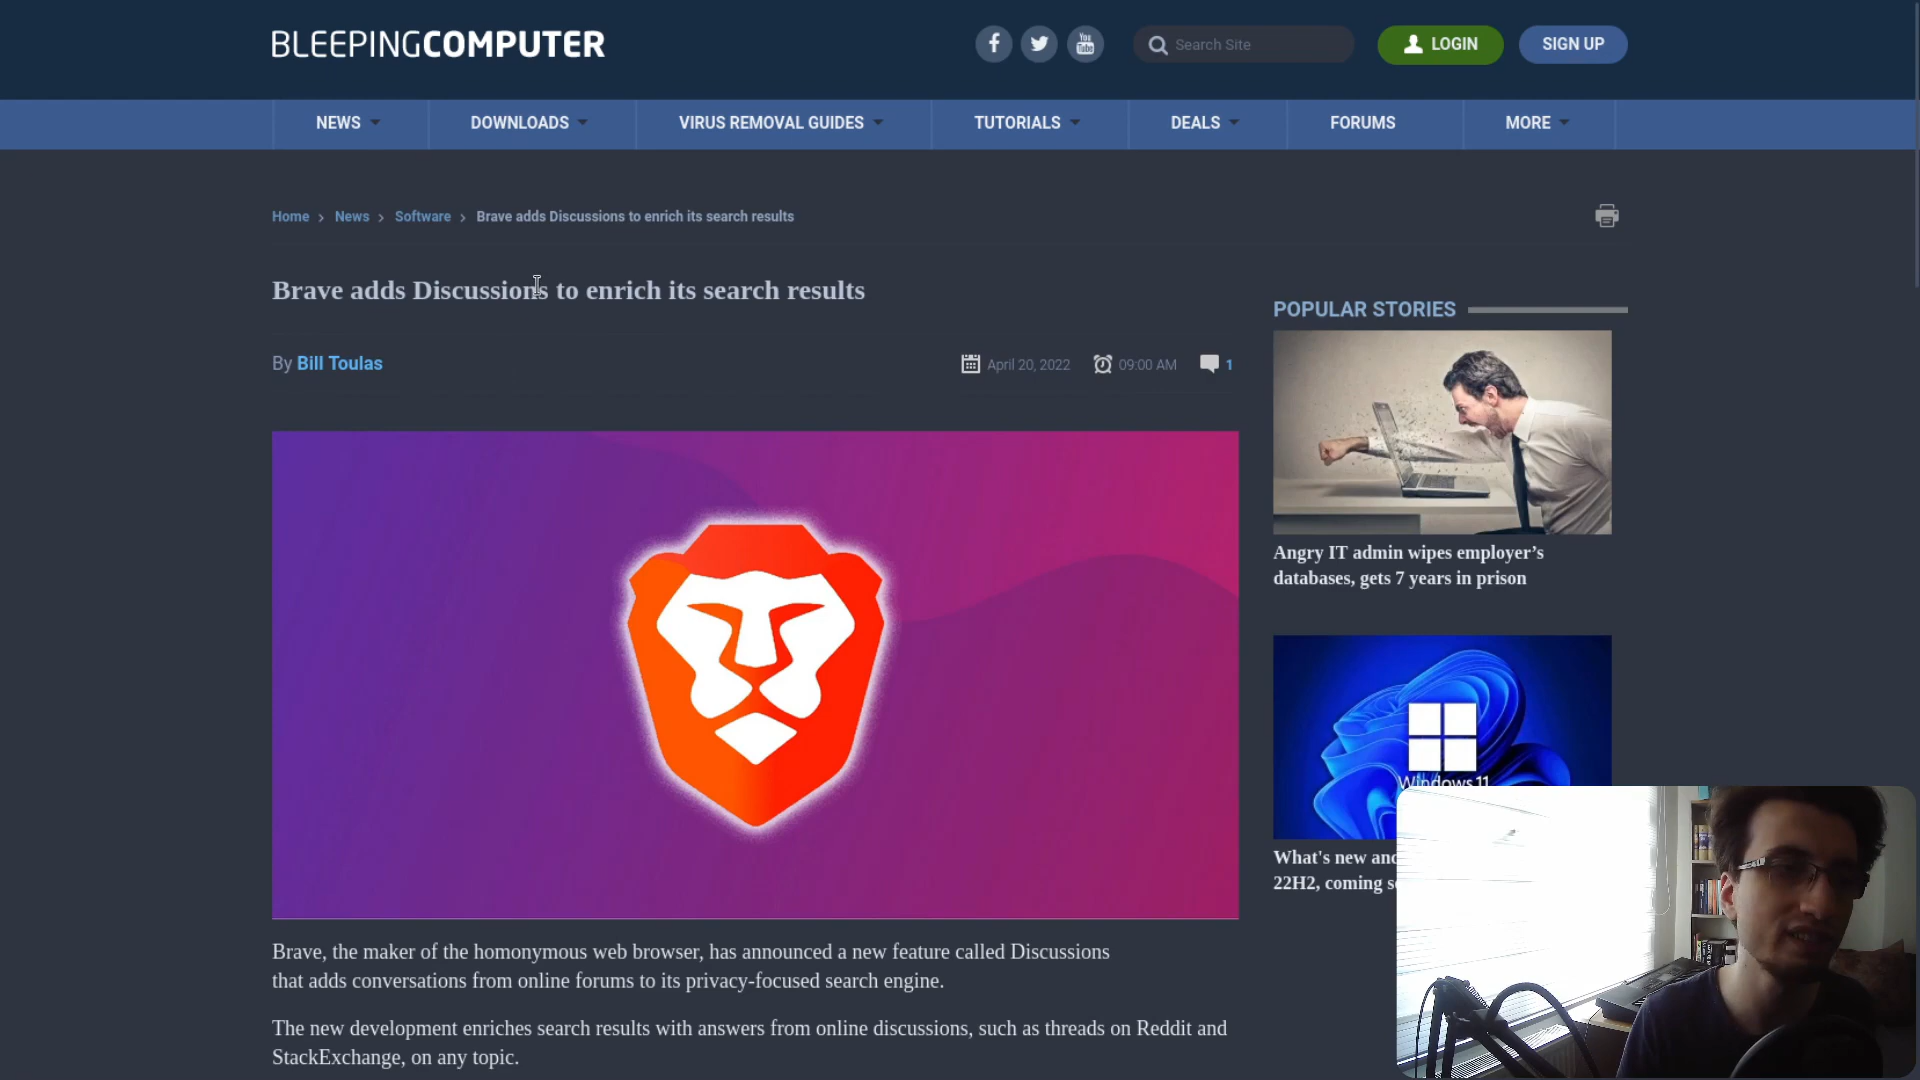 BLEEPINGCOMPUTER
You
Tube
Search Site
LOGIN
SIGN UP
NEWS
DOWNLOADS
VIRUS REMOVAL GUIDES
TUTORIALS
DEALS
FORUMS
MORE
Home > News > Software > Brave adds Discussions to enrich its search results
Brave adds Discussions to enrich its search results
By Bill Toulas
April 20, 2022
09:00 AM
1
Brave, the maker of the homonymous web browser, has announced a new feature called Discussions
that adds conversations from online forums to its privacy-focused search engine.
The new development enriches search results with answers from online discussions, such as threads on Reddit and
StackExchange, on any topic.
POPULAR STORIES
Angry IT admin wipes employer’s
databases, gets 7 years in prison
Windows 11
What's new and
22H2, coming